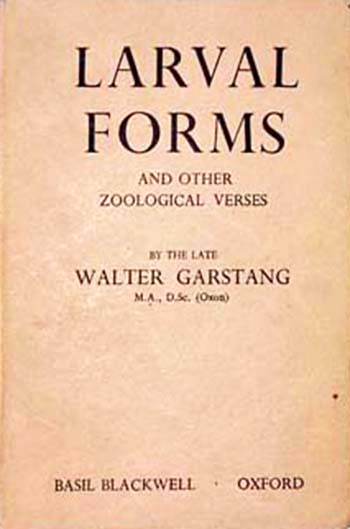 LARVAL
FORMS
AND OTHER
ZOOLOGICAL VERSES
BY THE LATE
WALTER GARSTANG
M.A., D.Sc. (Oxon)
BASIL BLACKWELL · OXFORD